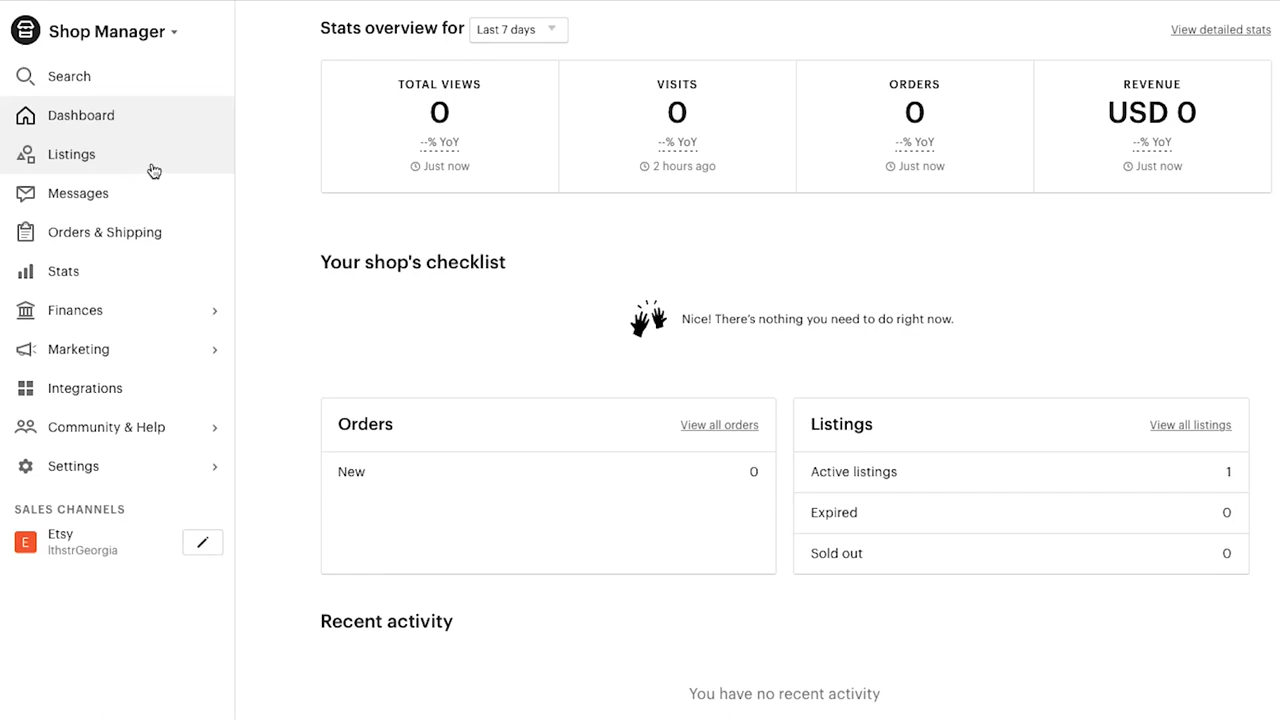 Shop Manager
Search
Dashboard
Listings
Messages
Orders & Shipping
Stats
Finances
Marketing
Integrations
Community & Help
Settings
SALES CHANNELS
E
Etsy
lthstrGeorgia
Stats overview for Last 7 days
View detailed stats
TOTAL VIEWS
0
--% YoY
Just now
VISITS
0
--% YoY
2 hours ago
ORDERS
0
--% YoY
Just now
REVENUE
USD 0
--% YoY
Just now
Your shop's checklist
Nice! There's nothing you need to do right now.
Orders View all orders
New 0
Listings View all listings
Active listings 1
Expired 0
Sold out 0
Recent activity
You have no recent activity